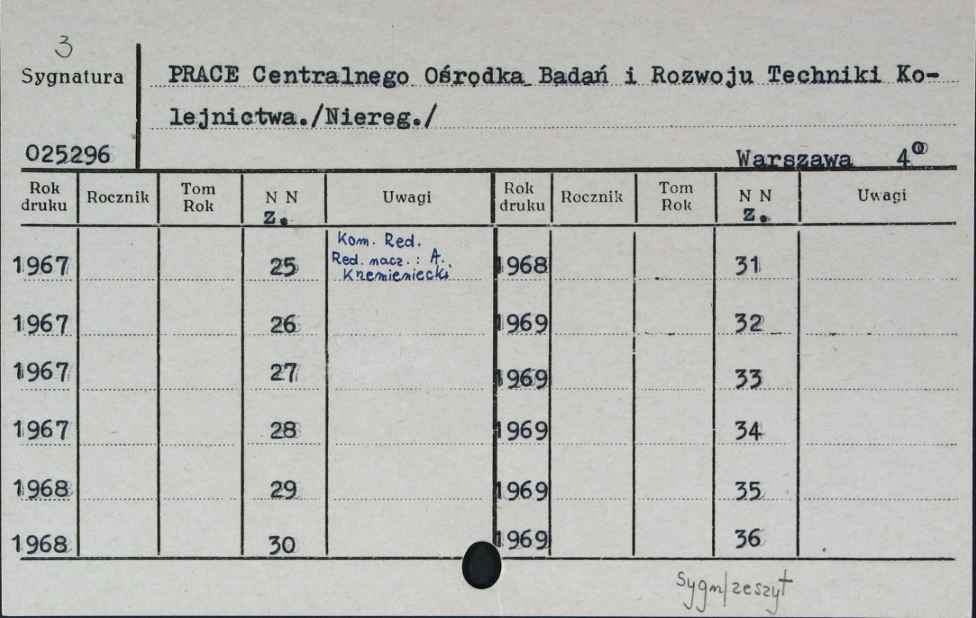 3
Sygnatura
PRACE Centralnego Ośrodka Badań i Rozwoju Techniki Ko-
lejnictwa./Niereg./
025296
Warszawa 4º
Rok druku Rocznik Tom Rok N N Z. Uwagi Rok druku Rocznik Tom Rok N N Z. Uwagi
1967 25 Kom. Red. 1968 31
Red. nacz.: A.
Krzemieniecki
1967 26 1969 32
1967 27 1969 33
1967 28 1969 34
1968 29 1969 35
1968 30 1969 36
Sygn/zeszyt